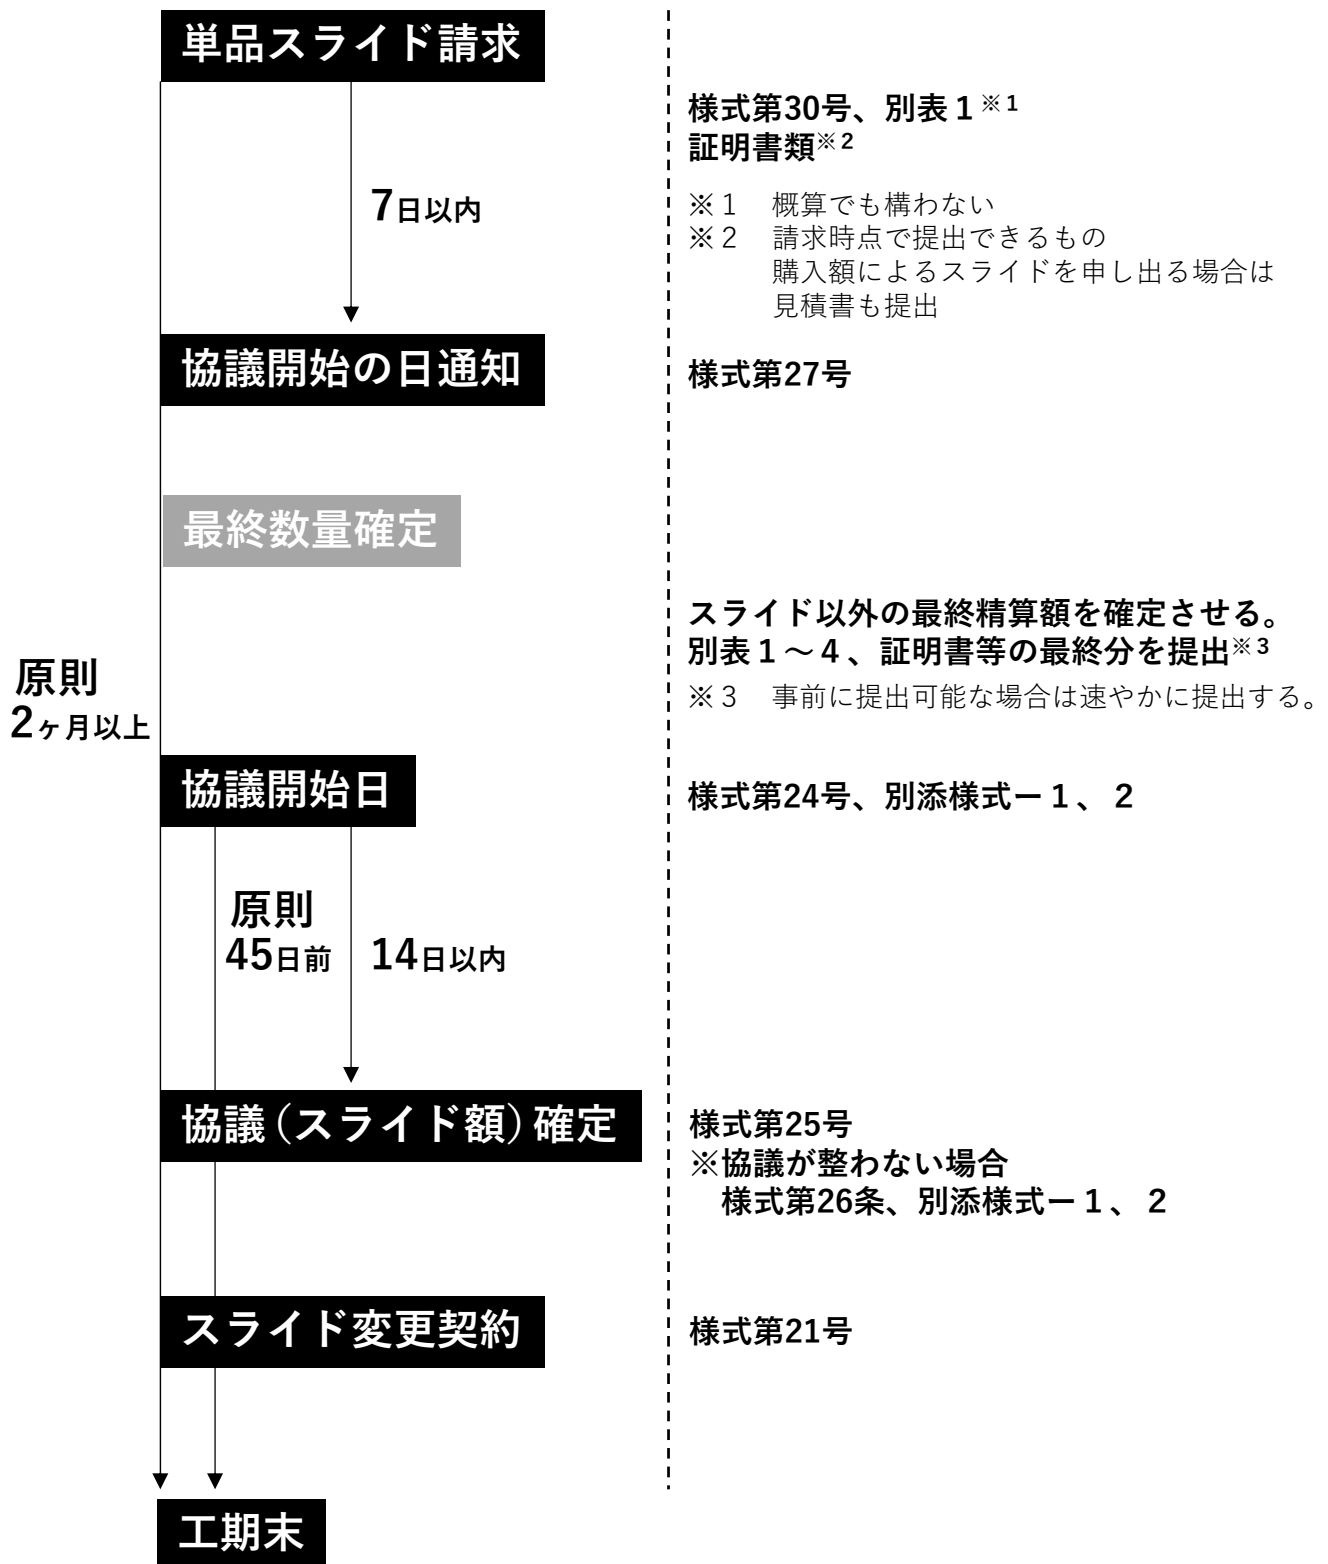 単品スライド請求
様式第30号、別表１※１
証明書類※２
7日以内
※１　概算でも構わない
※２　請求時点で提出できるもの
購入額によるスライドを申し出る場合は
見積書も提出
協議開始の日通知
様式第27号
最終数量確定
スライド以外の最終精算額を確定させる。
別表１～４、証明書等の最終分を提出※３
※３　事前に提出可能な場合は速やかに提出する。
原則
2ヶ月以上
協議開始日
様式第24号、別添様式ー１、２
原則
45日前
14日以内
協議（スライド額）確定
様式第25号
※協議が整わない場合
様式第26条、別添様式ー１、２
スライド変更契約
様式第21号
工期末